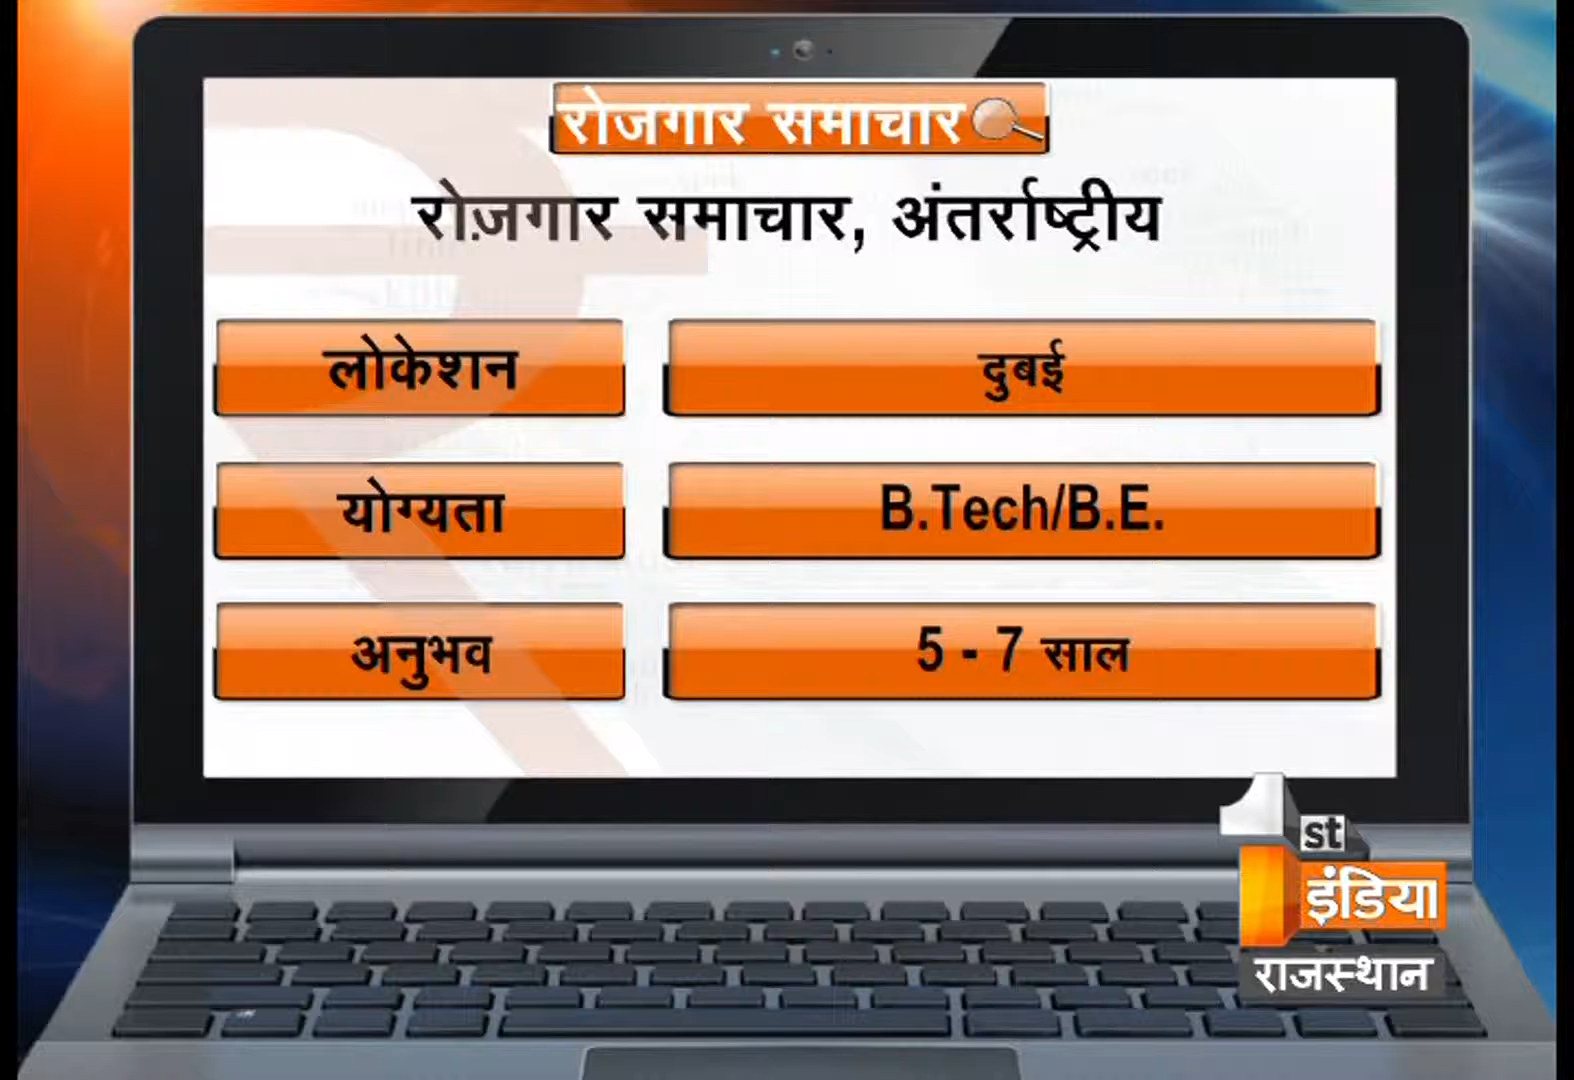 रोजगार समाचार
रोज़गार समाचार, अंतर्राष्ट्रीय
लोकेशन
दुबई
योग्यता
B.Tech/B.E.
अनुभव
5 - 7 साल
1st
इंडिया
राजस्थान